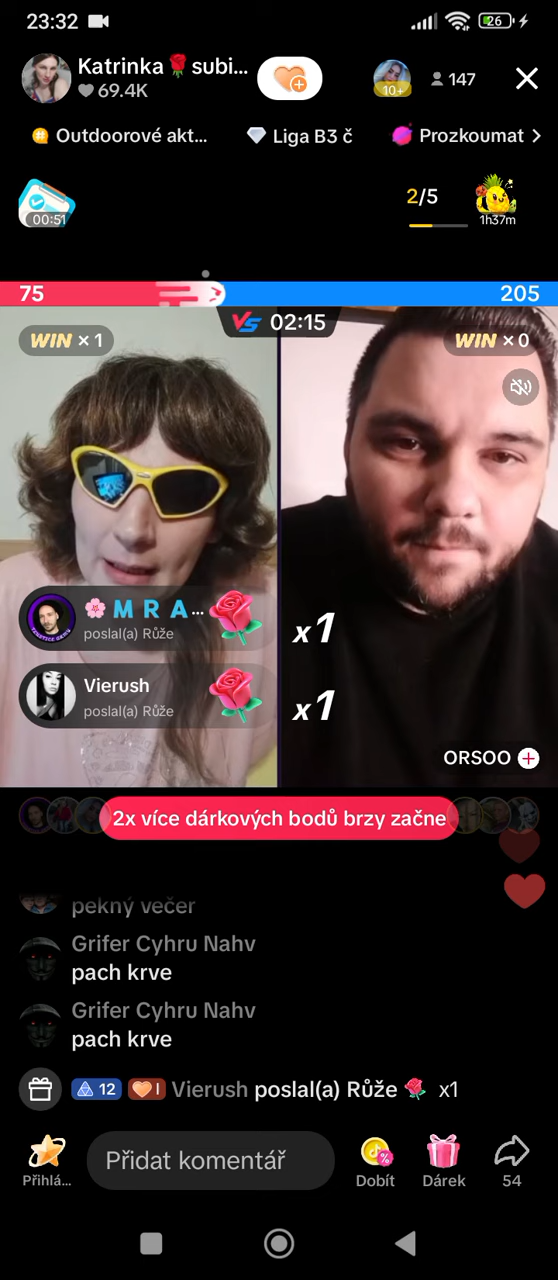 23:32
26
Katrinka🌹subi...
69.4K
10+
147
Outdoorové akt...
Liga B3 č
Prozkoumat
00:51
2/5
1h37m
75
205
VS 02:15
WIN × 1
WIN × 0
🌸 M R A...
poslal(a) Růže
x1
Vierush
poslal(a) Růže
x1
ORSOO
2x více dárkových bodů brzy začne
pekný večer
Grifer Cyhru Nahv
pach krve
Grifer Cyhru Nahv
pach krve
12 I Vierush poslal(a) Růže 🌹 x1
Přidat komentář
Přihlá...
Dobít
Dárek
54